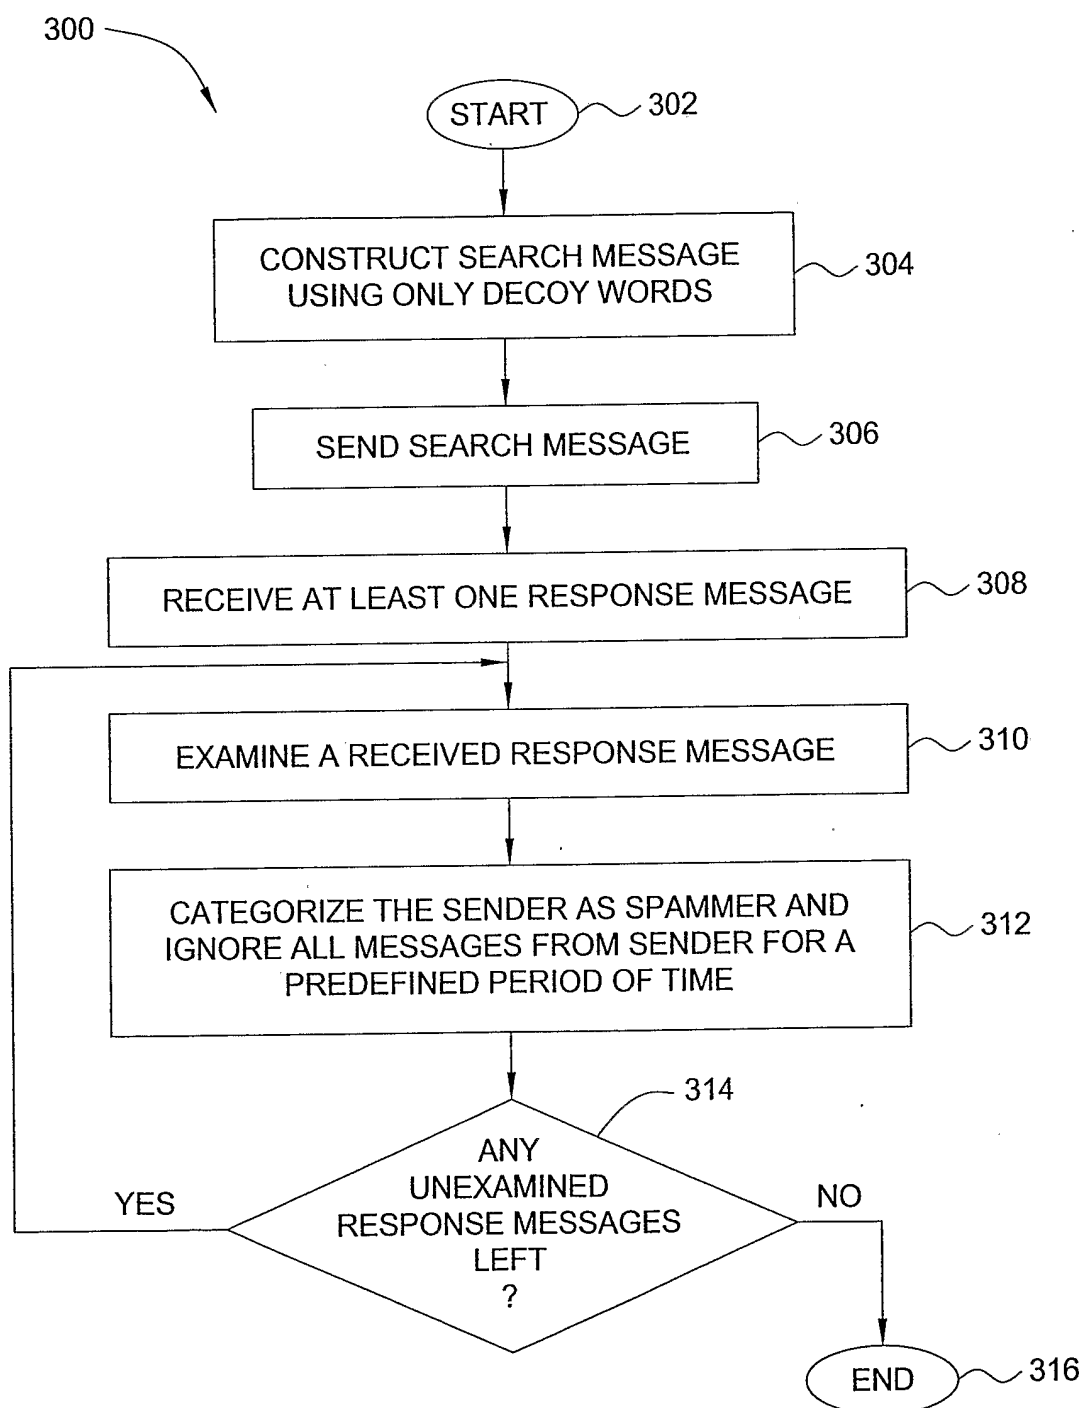 300
START
302
CONSTRUCT SEARCH MESSAGE
USING ONLY DECOY WORDS
304
SEND SEARCH MESSAGE
306
RECEIVE AT LEAST ONE RESPONSE MESSAGE
308
EXAMINE A RECEIVED RESPONSE MESSAGE
310
CATEGORIZE THE SENDER AS SPAMMER AND
IGNORE ALL MESSAGES FROM SENDER FOR A
PREDEFINED PERIOD OF TIME
312
314
ANY
UNEXAMINED
RESPONSE MESSAGES
LEFT
?
YES
NO
END
316